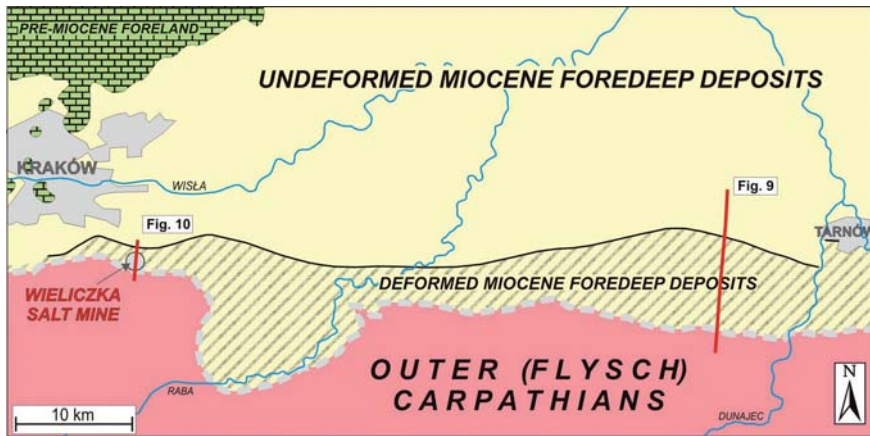 PRE-MIOCENE FORELAND
UNDEFORMED MIOCENE FOREDEEP DEPOSITS
KRAKÓW
WISŁA
Fig. 9
Fig. 10
TARNÓW
DEFORMED MIOCENE FOREDEEP DEPOSITS
WIELICZKA
SALT MINE
OUTER (FLYSCH)
CARPATHIANS
RABA
N
10 km
DUNAJEC